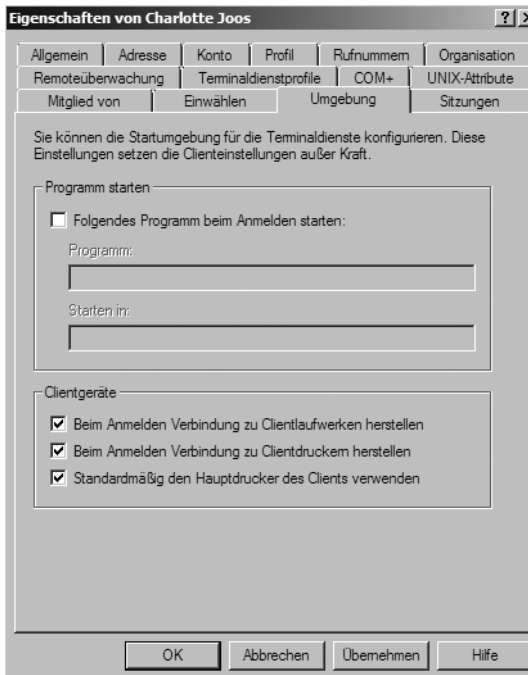 Eigenschaften von Charlotte Joos
Allgemein Adresse Konto Profil Rufnummern Organisation
Remoteüberwachung Terminaldienstprofile COM+ UNIX-Attribute
Mitglied von Einwählen Umgebung Sitzungen
Sie können die Startumgebung für die Terminaldienste konfigurieren. Diese
Einstellungen setzen die Clienteinstellungen außer Kraft.
Programm starten
Folgendes Programm beim Anmelden starten:
Programm:
Starten in:
Clientgeräte
Beim Anmelden Verbindung zu Clientlaufwerken herstellen
Beim Anmelden Verbindung zu Clientdruckern herstellen
Standardmäßig den Hauptdrucker des Clients verwenden
OK Abbrechen Übernehmen Hilfe